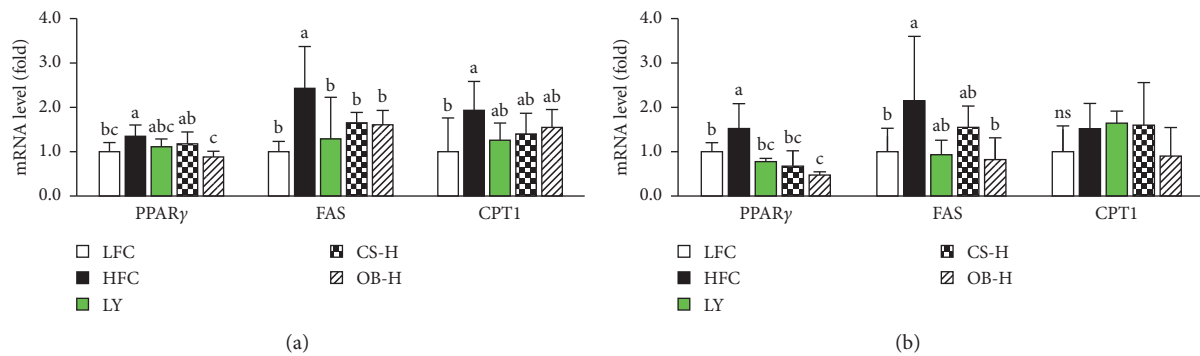 4.0
3.0
2.0
1.0
0.0
mRNA level (fold)
bc a abc ab c
b a b b b
b a ab ab ab
PPARγ FAS CPT1
LFC
HFC
LY
CS-H
OB-H
(a)
4.0
3.0
2.0
1.0
0.0
mRNA level (fold)
b a bc bc c
b a ab ab b
ns
PPARγ FAS CPT1
LFC
HFC
LY
CS-H
OB-H
(b)